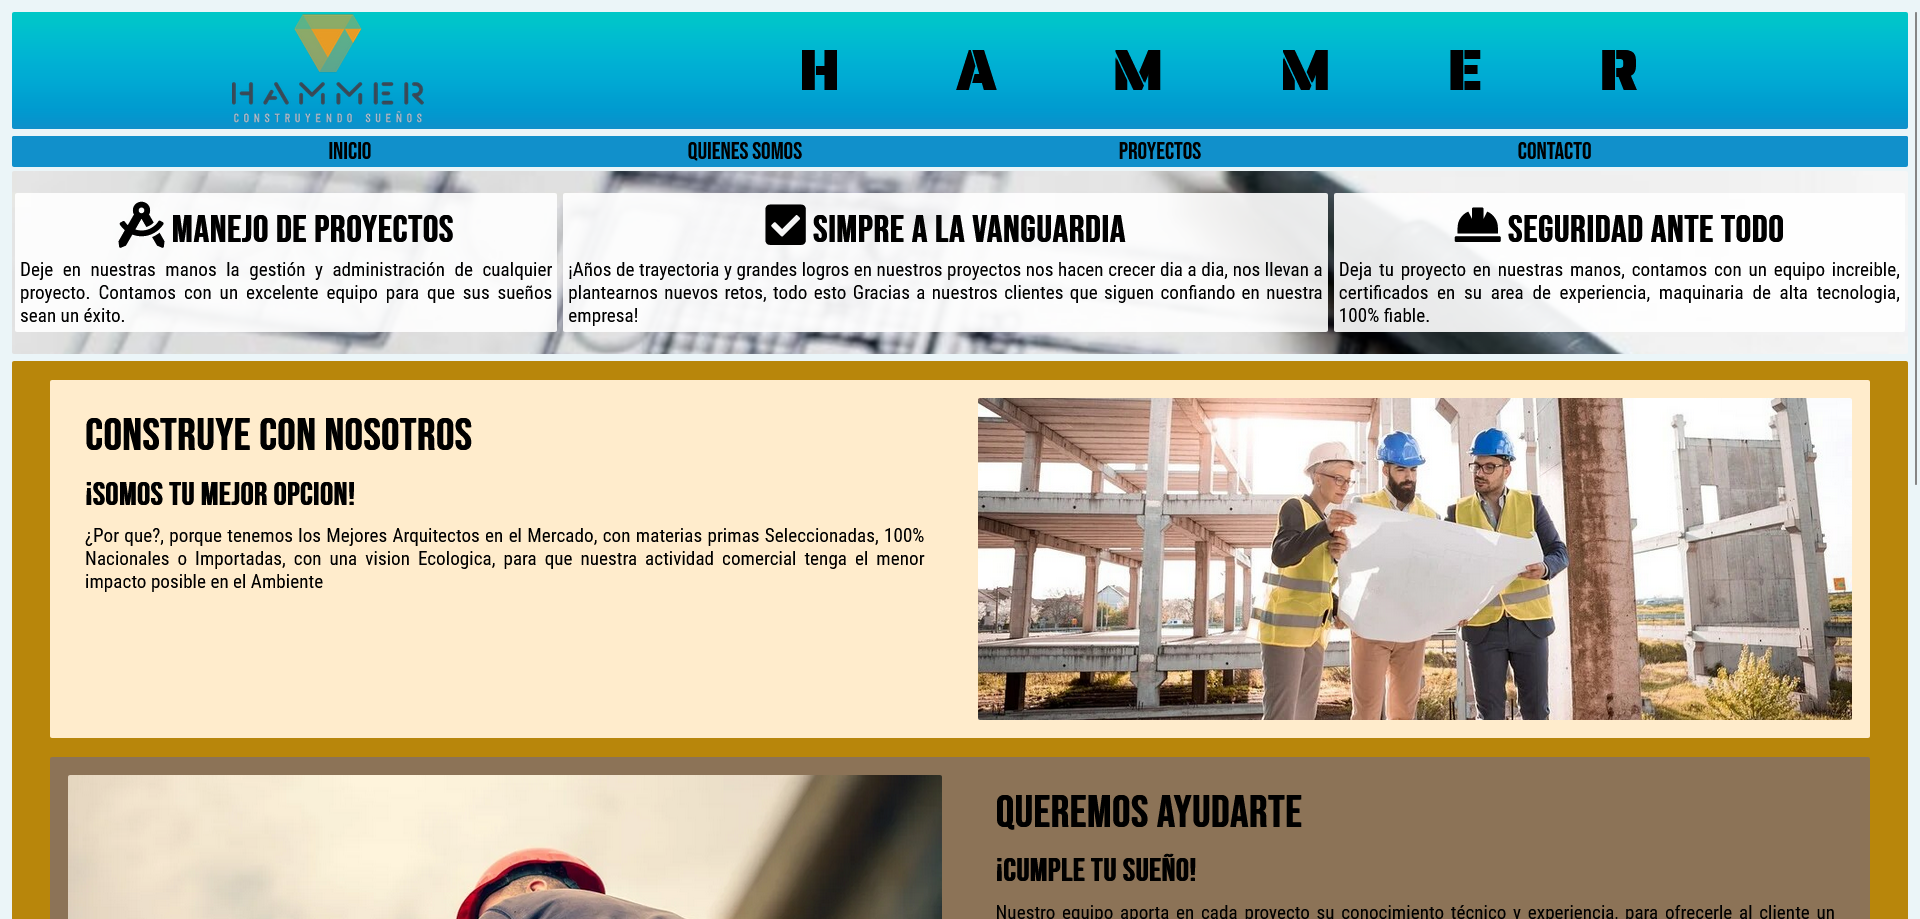 HAMMER
CONSTRUYENDO SUEÑOS
H A M M E R
INICIO
QUIENES SOMOS
PROYECTOS
CONTACTO
MANEJO DE PROYECTOS
Deje en nuestras manos la gestión y administración de cualquier
proyecto. Contamos con un excelente equipo para que sus sueños
sean un éxito.
SIMPRE A LA VANGUARDIA
¡Años de trayectoria y grandes logros en nuestros proyectos nos hacen crecer dia a dia, nos llevan a
plantearnos nuevos retos, todo esto Gracias a nuestros clientes que siguen confiando en nuestra
empresa!
SEGURIDAD ANTE TODO
Deja tu proyecto en nuestras manos, contamos con un equipo increible,
certificados en su area de experiencia, maquinaria de alta tecnologia,
100% fiable.
CONSTRUYE CON NOSOTROS
¡SOMOS TU MEJOR OPCION!
¿Por que?, porque tenemos los Mejores Arquitectos en el Mercado, con materias primas Seleccionadas, 100%
Nacionales o Importadas, con una vision Ecologica, para que nuestra actividad comercial tenga el menor
impacto posible en el Ambiente
QUEREMOS AYUDARTE
¡CUMPLE TU SUEÑO!
Nuestro equipo aporta en cada proyecto su conocimiento técnico y experiencia, para ofrecerle al cliente un